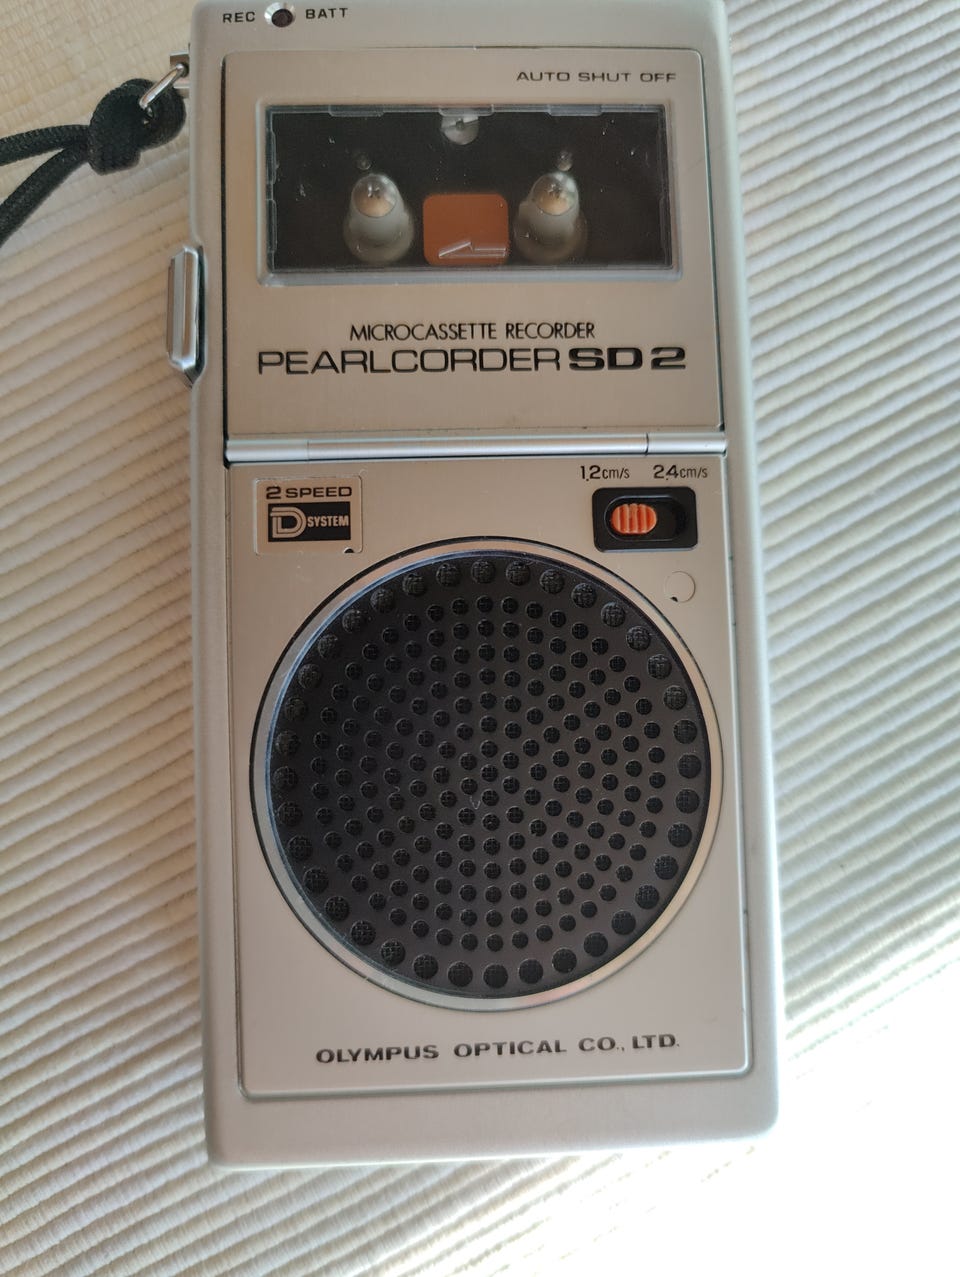 REC BATT
AUTO SHUT OFF
MICROCASSETTE RECORDER
PEARLCORDER SD2
1.2cm/s 2.4cm/s
2 SPEED
D SYSTEM
OLYMPUS OPTICAL CO., LTD.